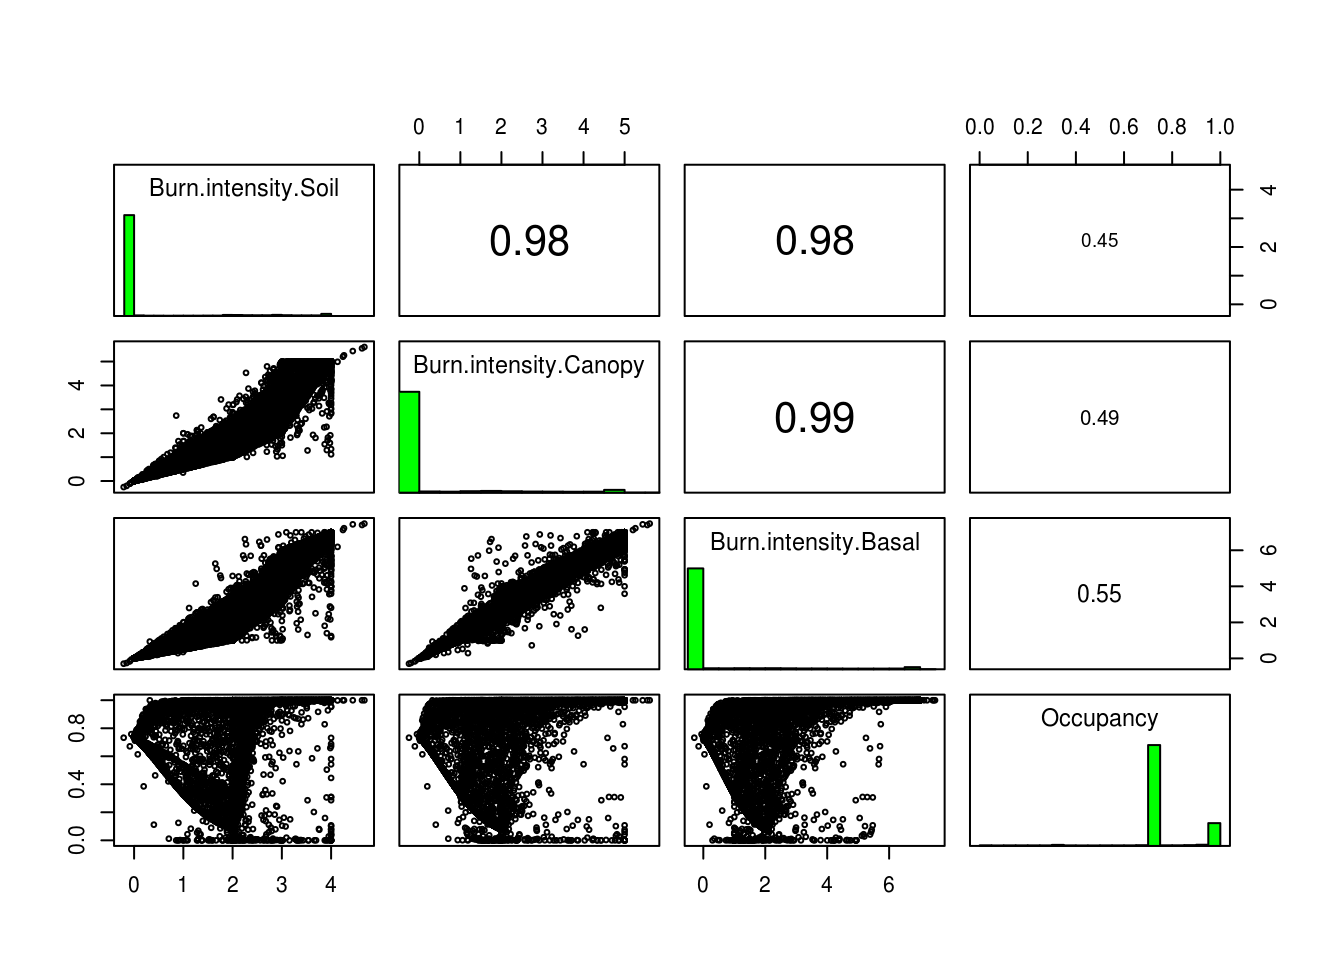 0 1 2 3 4 5
0.0 0.2 0.4 0.6 0.8 1.0
Burn.intensity.Soil
0.98
0.98
0.45
0 2 4
0 2 4
Burn.intensity.Canopy
0.99
0.49
Burn.intensity.Basal
0.55
0 2 4 6
0.0 0.4 0.8
Occupancy
0 1 2 3 4
0 2 4 6